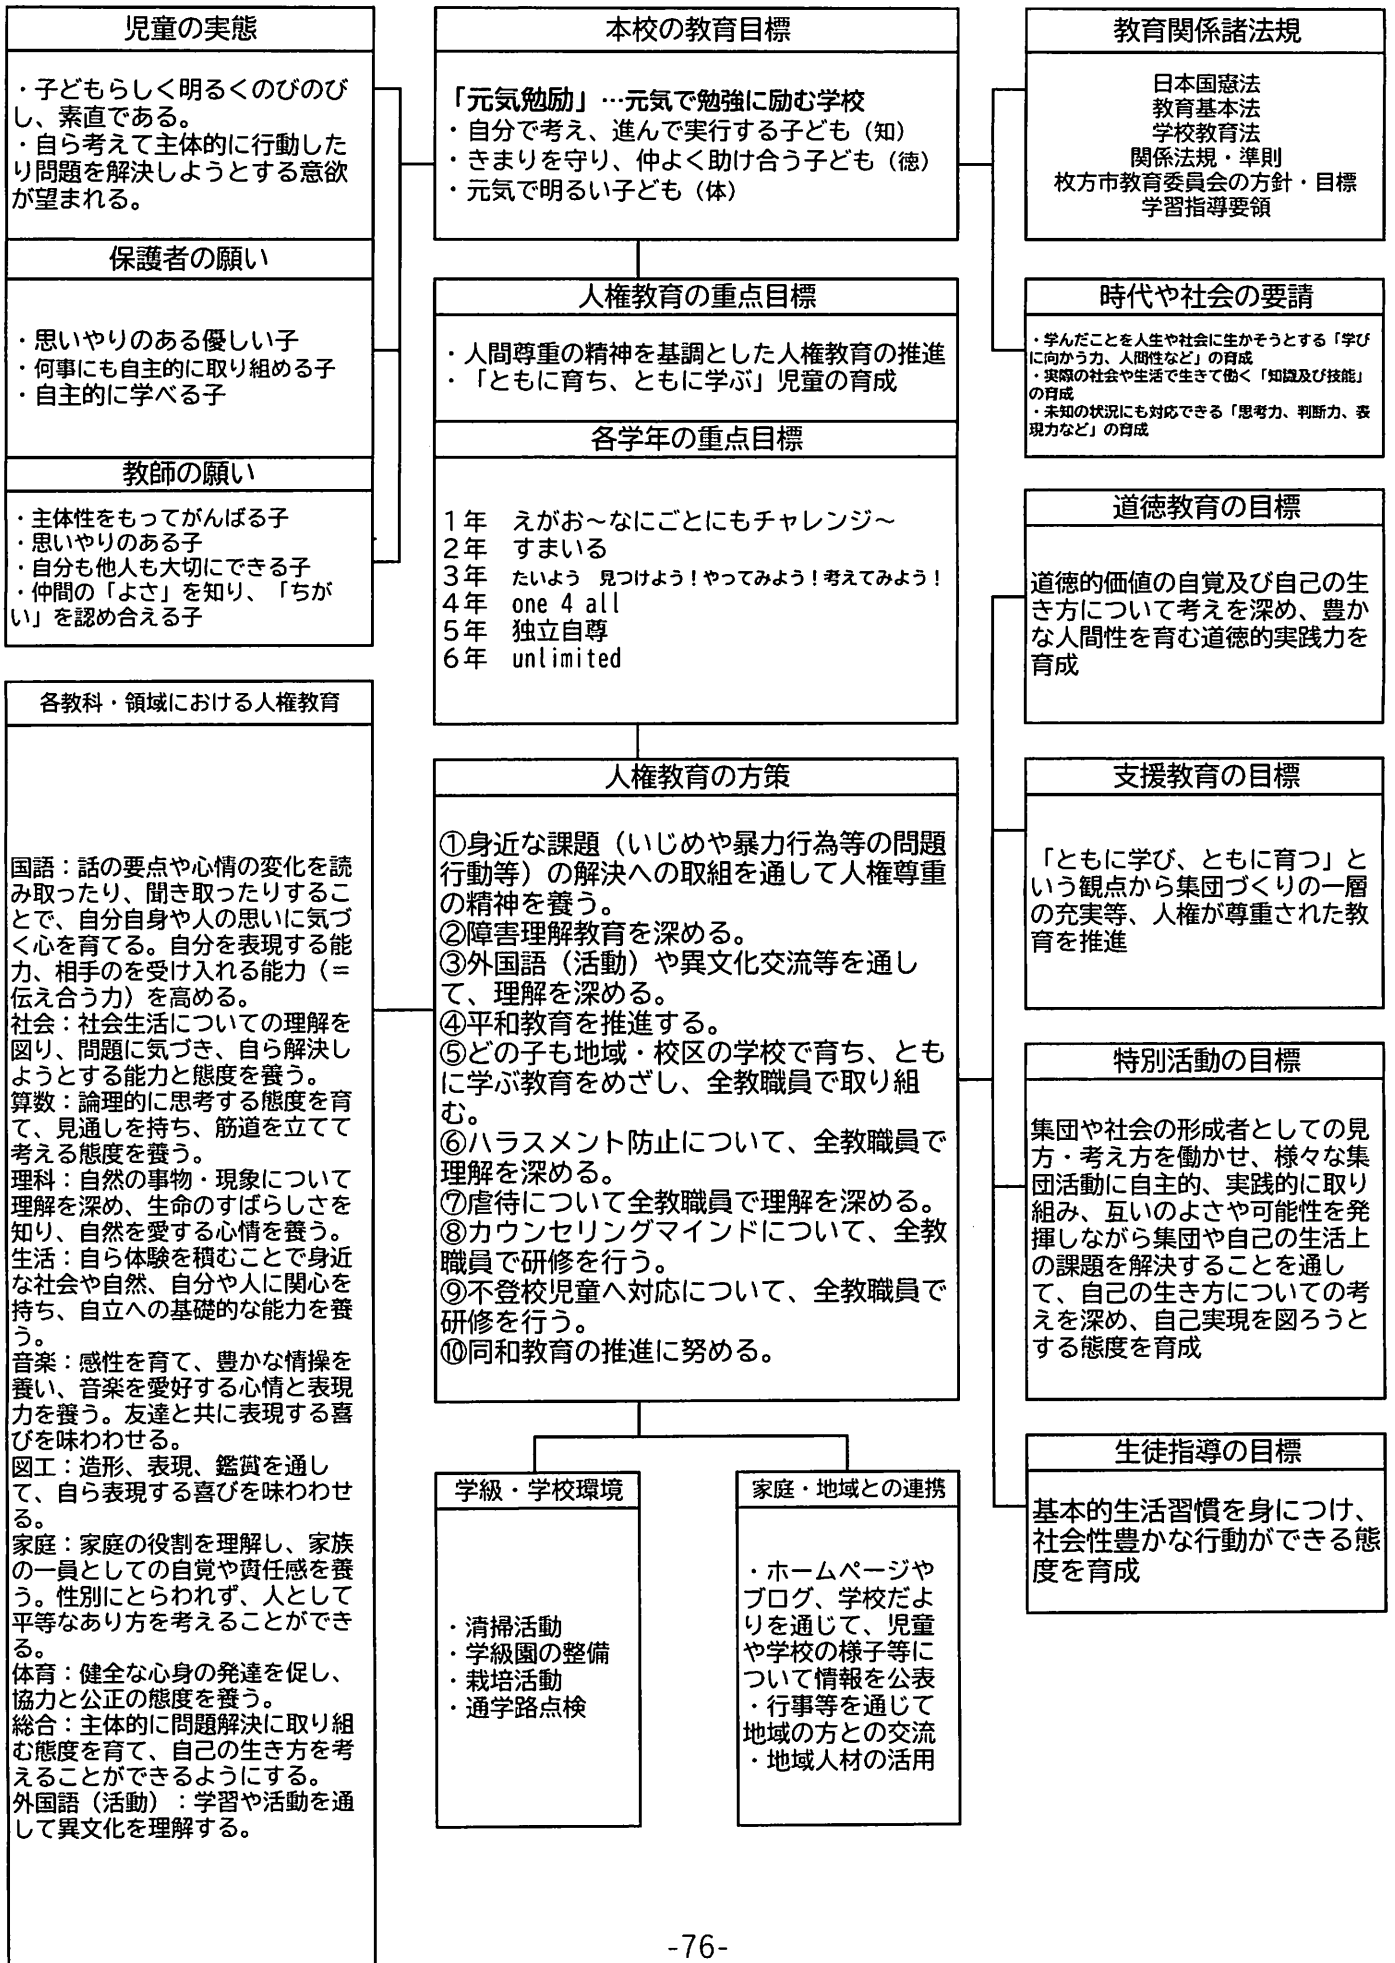 児童の実態
・子どもらしく明るくのびのび
し、素直である。
・自ら考えて主体的に行動した
り問題を解決しようとする意欲
が望まれる。
保護者の願い
・思いやりのある優しい子
・何事にも自主的に取り組める子
・自主的に学べる子
教師の願い
・主体性をもってがんばる子
・思いやりのある子
・自分も他人も大切にできる子
・仲間の「よさ」を知り、「ちが
い」を認め合える子
各教科・領域における人権教育
国語：話の要点や心情の変化を読
み取ったり、聞き取ったりするこ
とで、自分自身や人の思いに気づ
く心を育てる。自分を表現する能
力、相手のを受け入れる能力（＝
伝え合う力）を高める。
社会：社会生活についての理解を
図り、問題に気づき、自ら解決し
ようとする能力と態度を養う。
算数：論理的に思考する態度を育
て、見通しを持ち、筋道を立てて
考える態度を養う。
理科：自然の事物・現象について
理解を深め、生命のすばらしさを
知り、自然を愛する心情を養う。
生活：自ら体験を積むことで身近
な社会や自然、自分や人に関心を
持ち、自立への基礎的な能力を養
う。
音楽：感性を育て、豊かな情操を
養い、音楽を愛好する心情と表現
力を養う。友達と共に表現する喜
びを味わわせる。
図工：造形、表現、鑑賞を通し
て、自ら表現する喜びを味わわせ
る。
家庭：家庭の役割を理解し、家族
の一員としての自覚や責任感を養
う。性別にとらわれず、人として
平等なあり方を考えることができ
る。
体育：健全な心身の発達を促し、
協力と公正の態度を養う。
総合：主体的に問題解決に取り組
む態度を育て、自己の生き方を考
えることができるようにする。
外国語（活動）：学習や活動を通
して異文化を理解する。
本校の教育目標
「元気勉励」…元気で勉強に励む学校
・自分で考え、進んで実行する子ども（知）
・きまりを守り、仲よく助け合う子ども（徳）
・元気で明るい子ども（体）
人権教育の重点目標
・人間尊重の精神を基調とした人権教育の推進
・「ともに育ち、ともに学ぶ」児童の育成
各学年の重点目標
１年 えがお～なにごとにもチャレンジ～
２年 すまいる
３年 たいよう 見つけよう！やってみよう！考えてみよう！
４年 one 4 all
５年 独立自尊
６年 unlimited
人権教育の方策
①身近な課題（いじめや暴力行為等の問題
行動等）の解決への取組を通して人権尊重
の精神を養う。
②障害理解教育を深める。
③外国語（活動）や異文化交流等を通し
て、理解を深める。
④平和教育を推進する。
⑤どの子も地域・校区の学校で育ち、とも
に学ぶ教育をめざし、全教職員で取り組
む。
⑥ハラスメント防止について、全教職員で
理解を深める。
⑦虐待について全教職員で理解を深める。
⑧カウンセリングマインドについて、全教
職員で研修を行う。
⑨不登校児童へ対応について、全教職員で
研修を行う。
⑩同和教育の推進に努める。
学級・学校環境
・清掃活動
・学級園の整備
・栽培活動
・通学路点検
家庭・地域との連携
・ホームページや
ブログ、学校だよ
りを通じて、児童
や学校の様子等に
ついて情報を公表
・行事等を通じて
地域の方との交流
・地域人材の活用
教育関係諸法規
日本国憲法
教育基本法
学校教育法
関係法規・準則
枚方市教育委員会の方針・目標
学習指導要領
時代や社会の要請
・学んだことを人生や社会に生かそうとする「学び
に向かう力、人間性など」の育成
・実際の社会や生活で生きて働く「知識及び技能」
の育成
・未知の状況にも対応できる「思考力、判断力、表
現力など」の育成
道徳教育の目標
道徳的価値の自覚及び自己の生
き方について考えを深め、豊か
な人間性を育む道徳的実践力を
育成
支援教育の目標
「ともに学び、ともに育つ」と
いう観点から集団づくりの一層
の充実等、人権が尊重された教
育を推進
特別活動の目標
集団や社会の形成者としての見
方・考え方を働かせ、様々な集
団活動に自主的、実践的に取り
組み、互いのよさや可能性を発
揮しながら集団や自己の生活上
の課題を解決することを通し
て、自己の生き方についての考
えを深め、自己実現を図ろうと
する態度を育成
生徒指導の目標
基本的生活習慣を身につけ、
社会性豊かな行動ができる態
度を育成
-76-